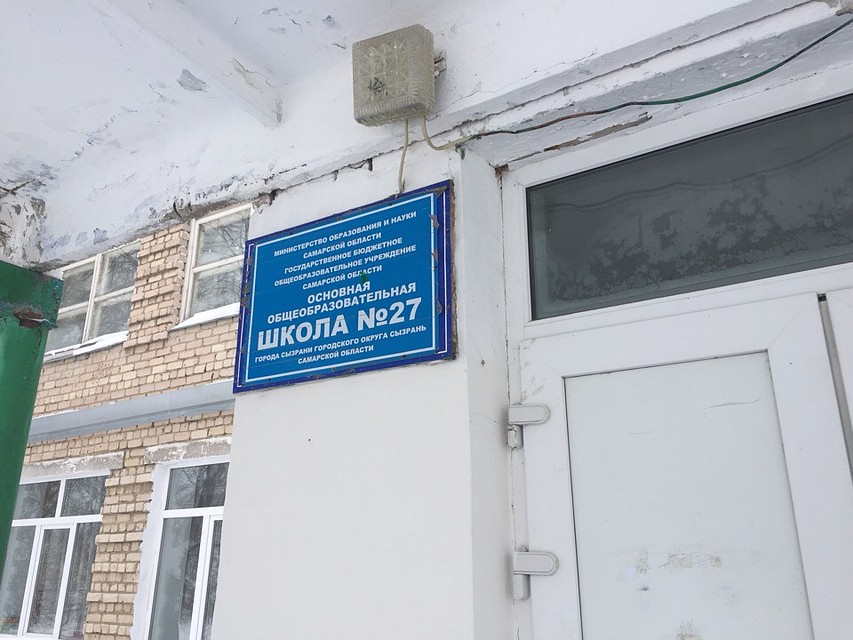 МИНИСТЕРСТВО ОБРАЗОВАНИЯ И НАУКИ
САМАРСКОЙ ОБЛАСТИ
ГОСУДАРСТВЕННОЕ БЮДЖЕТНОЕ
ОБЩЕОБРАЗОВАТЕЛЬНОЕ УЧРЕЖДЕНИЕ
САМАРСКОЙ ОБЛАСТИ
ОСНОВНАЯ
ОБЩЕОБРАЗОВАТЕЛЬНАЯ
ШКОЛА №27
ГОРОДА СЫЗРАНИ ГОРОДСКОГО ОКРУГА СЫЗРАНЬ
САМАРСКОЙ ОБЛАСТИ